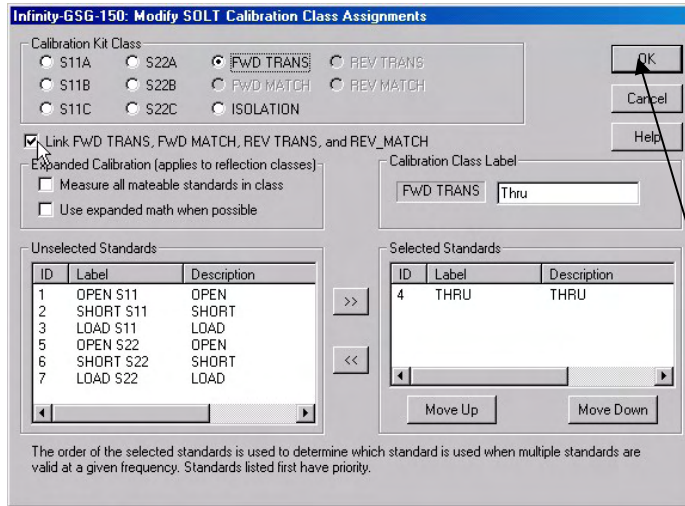 Infinity-GSG-150: Modify SOLT Calibration Class Assignments
Calibration Kit Class
S11A S22A FWD TRANS REV TRANS
S11B S22B FWD MATCH REV MATCH
S11C S22C ISOLATION
OK
Cancel
Help
Link FWD TRANS, FWD MATCH, REV TRANS, and REV_MATCH
Expanded Calibration (applies to reflection classes)
Measure all mateable standards in class
Use expanded math when possible
Calibration Class Label
FWD TRANS Thru
Unselected Standards
ID Label Description
1 OPEN S11 OPEN
2 SHORT S11 SHORT
3 LOAD S11 LOAD
5 OPEN S22 OPEN
6 SHORT S22 SHORT
7 LOAD S22 LOAD
>>
<<
Selected Standards
ID Label Description
4 THRU THRU
Move Up Move Down
The order of the selected standards is used to determine which standard is used when multiple standards are
valid at a given frequency. Standards listed first have priority.